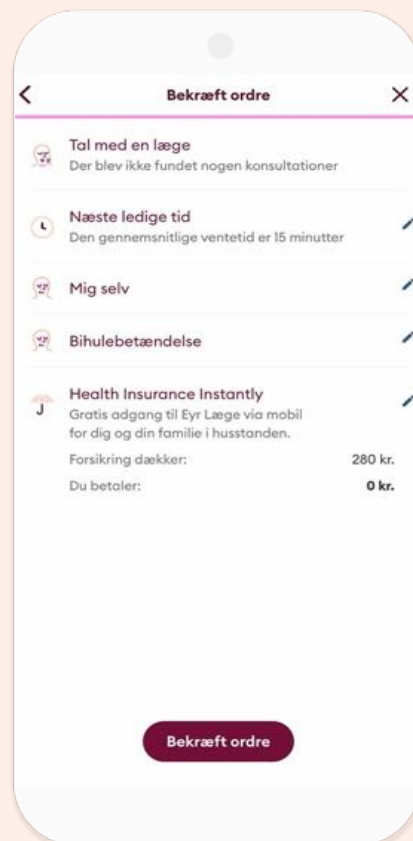 Bekræft ordre
Tal med en læge
Der blev ikke fundet nogen konsultationer
Næste ledige tid
Den gennemsnitlige ventetid er 15 minutter
Mig selv
Bihulebetændelse
Health Insurance Instantly
Gratis adgang til Eyr Læge via mobil
for dig og din familie i husstanden.
Forsikring dækker: 280 kr.
Du betaler: 0 kr.
Bekræft ordre